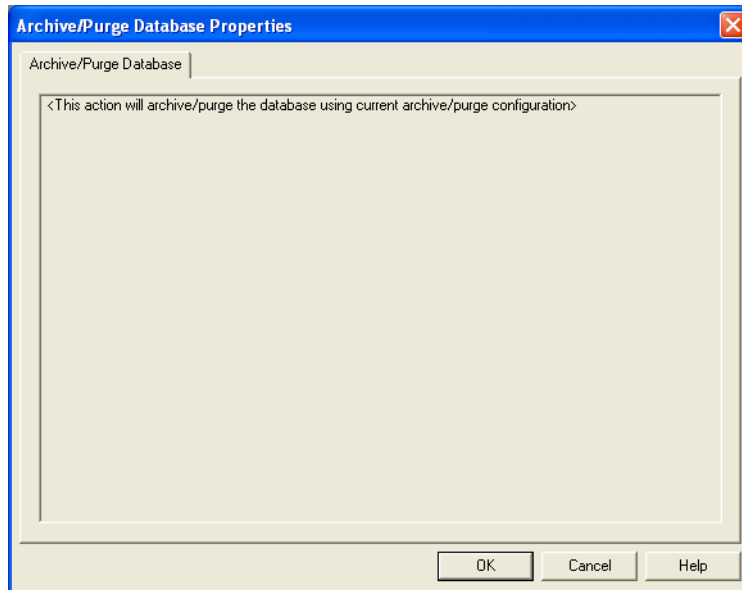 Archive/Purge Database Properties
Archive/Purge Database
<This action will archive/purge the database using current archive/purge configuration>
OK Cancel Help